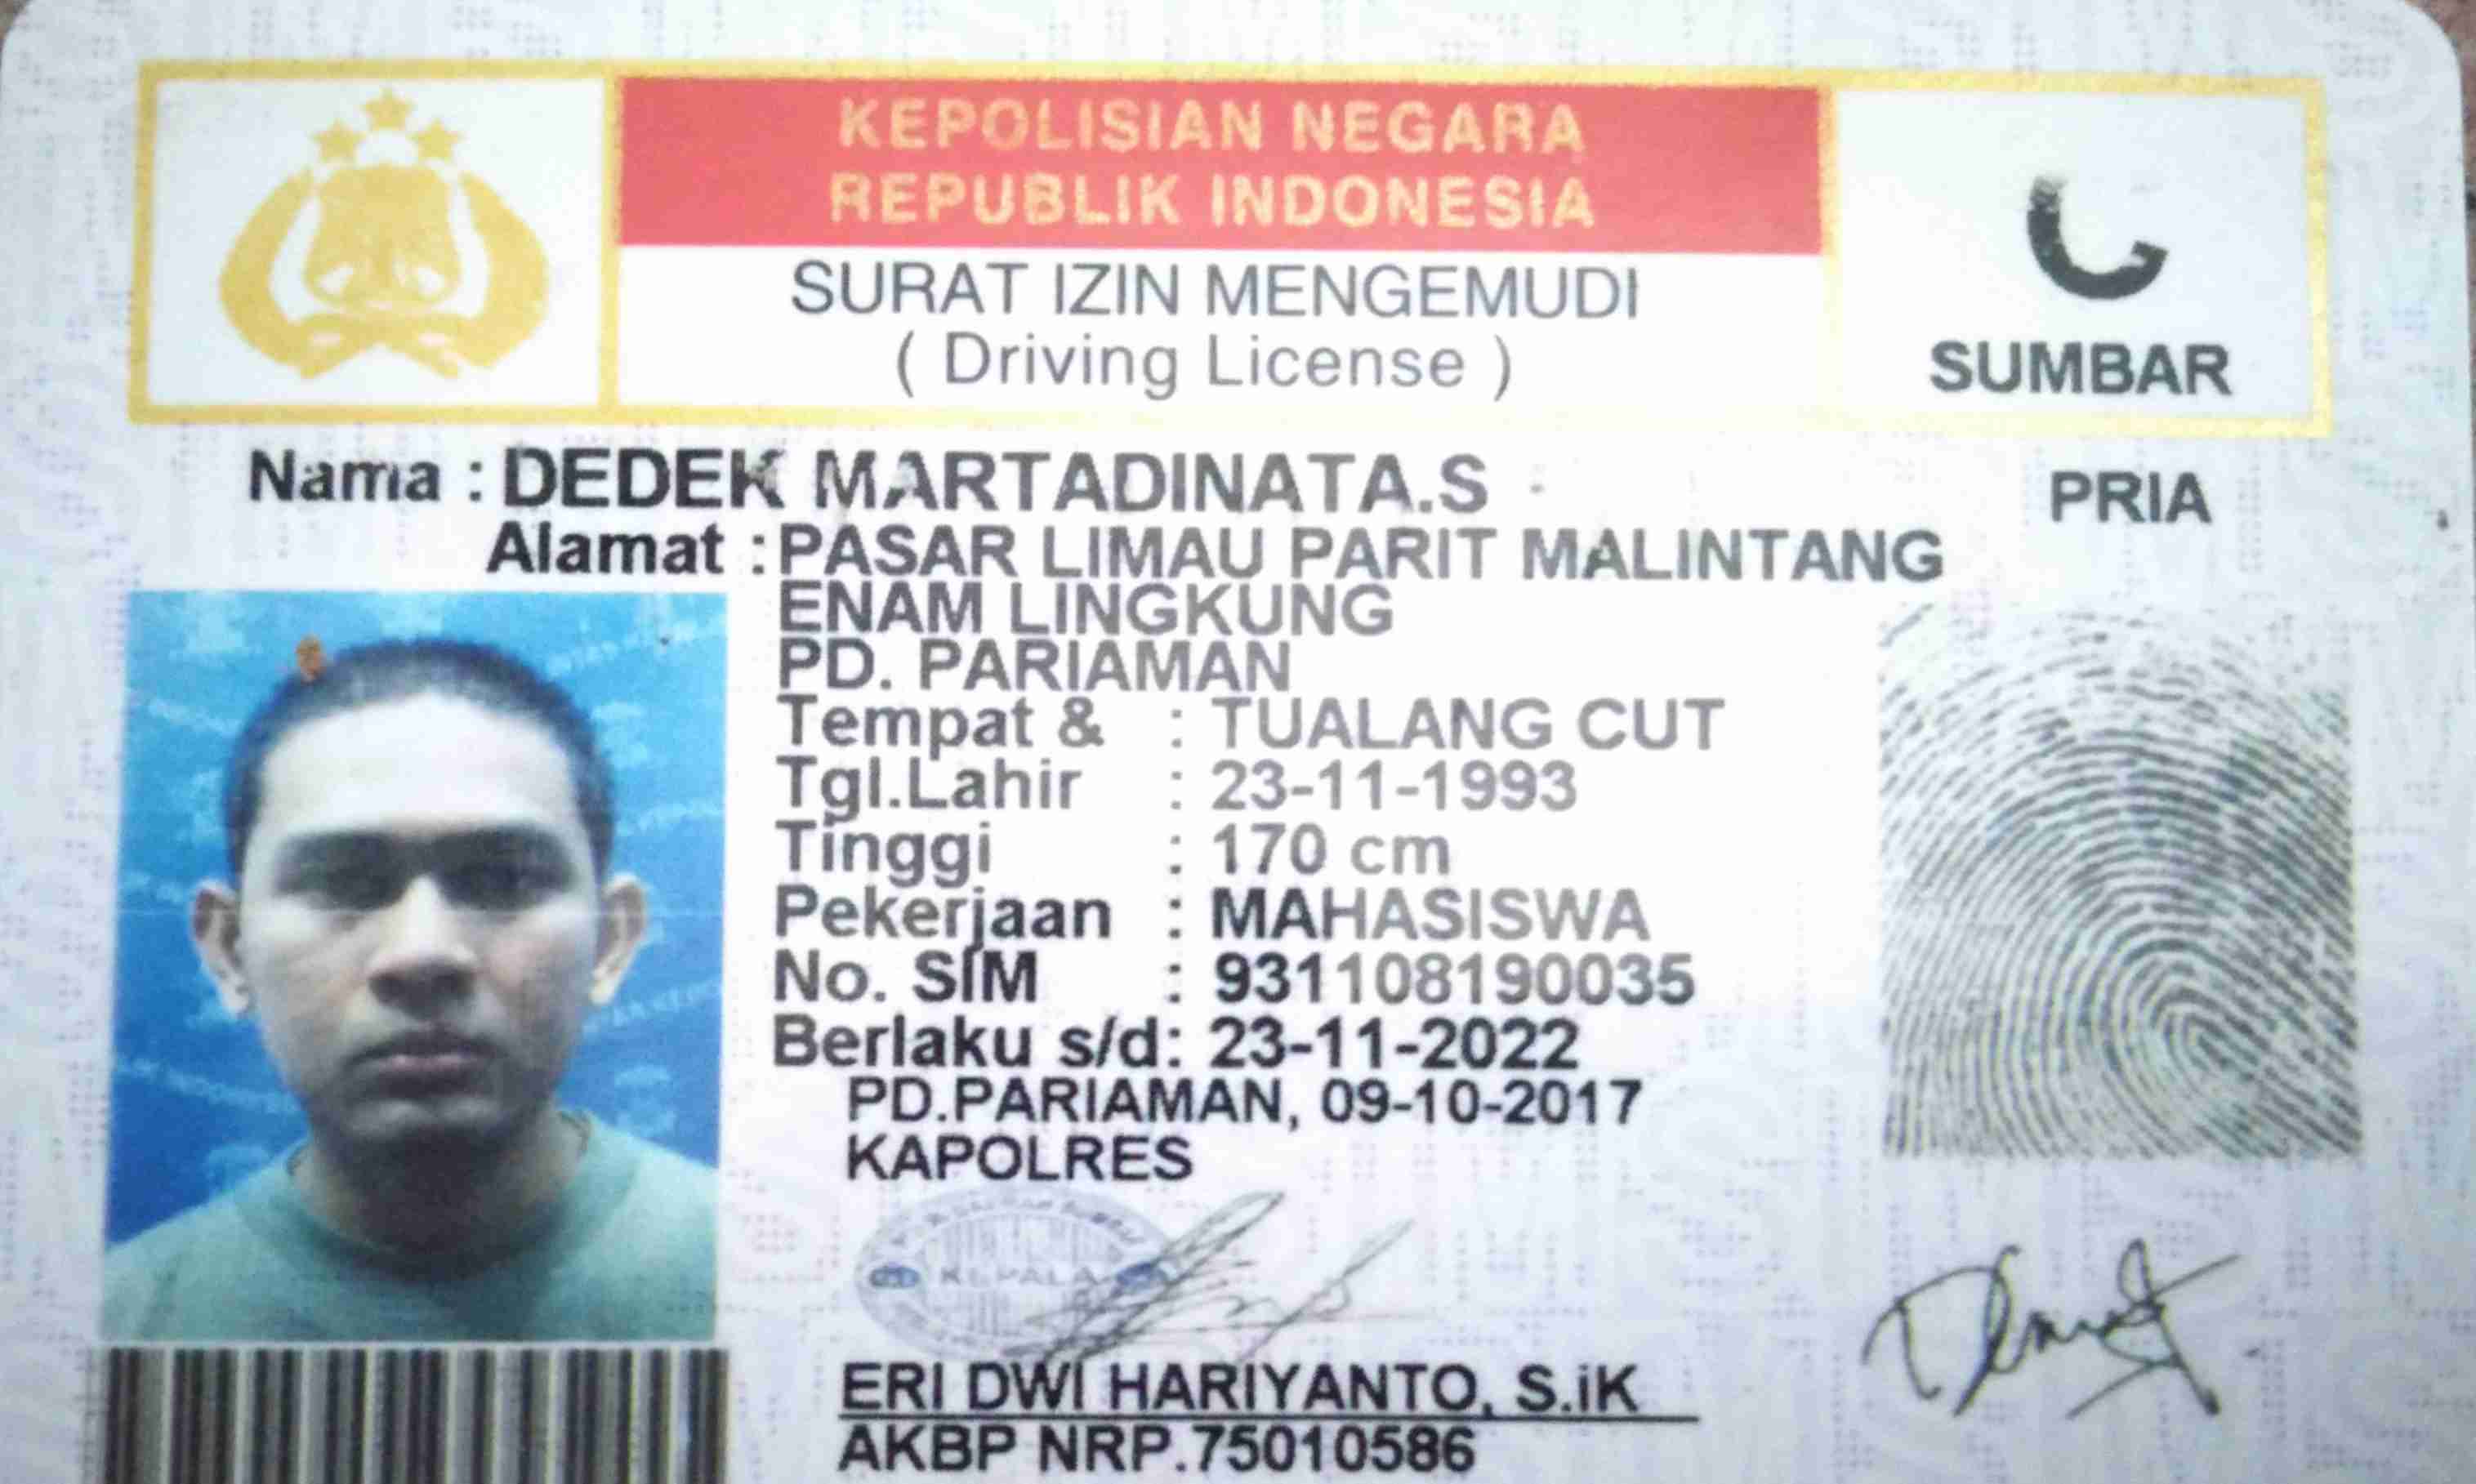 KEPOLISIAN NEGARA
REPUBLIK INDONESIA
SURAT IZIN MENGEMUDI
( Driving License )
C
SUMBAR
Nama : DEDEK MARTADINATA.S
PRIA
Alamat : PASAR LIMAU PARIT MALINTANG
ENAM LINGKUNG
PD. PARIAMAN
Tempat & : TUALANG CUT
Tgl.Lahir : 23-11-1993
Tinggi : 170 cm
Pekerjaan : MAHASISWA
No. SIM : 931108190035
Berlaku s/d: 23-11-2022
PD.PARIAMAN, 09-10-2017
KAPOLRES
KEPALA
ERI DWI HARIYANTO, S.iK
AKBP NRP.75010586